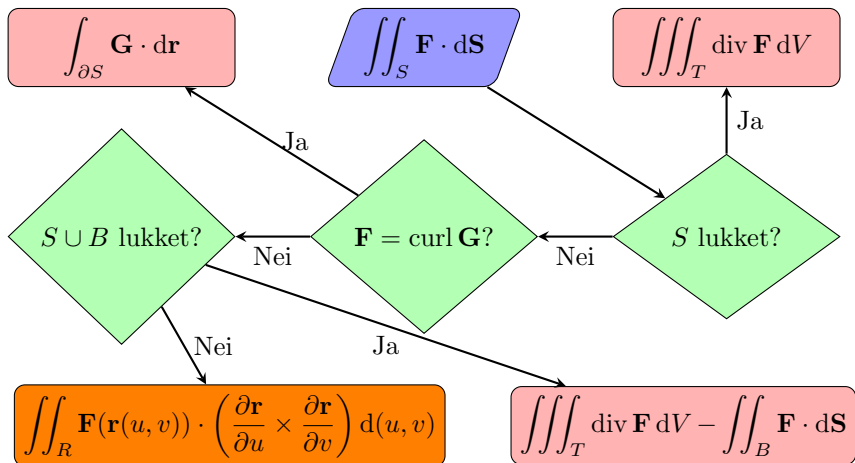 ∫_{∂S} G · dr
∬_S F · dS
∭_T div F dV
Ja
Ja
S ∪ B lukket?
F = curl G?
S lukket?
Nei
Nei
Nei
Ja
∬_R F(r(u, v)) · (∂r/∂u × ∂r/∂v) d(u, v)
∭_T div F dV − ∬_B F · dS